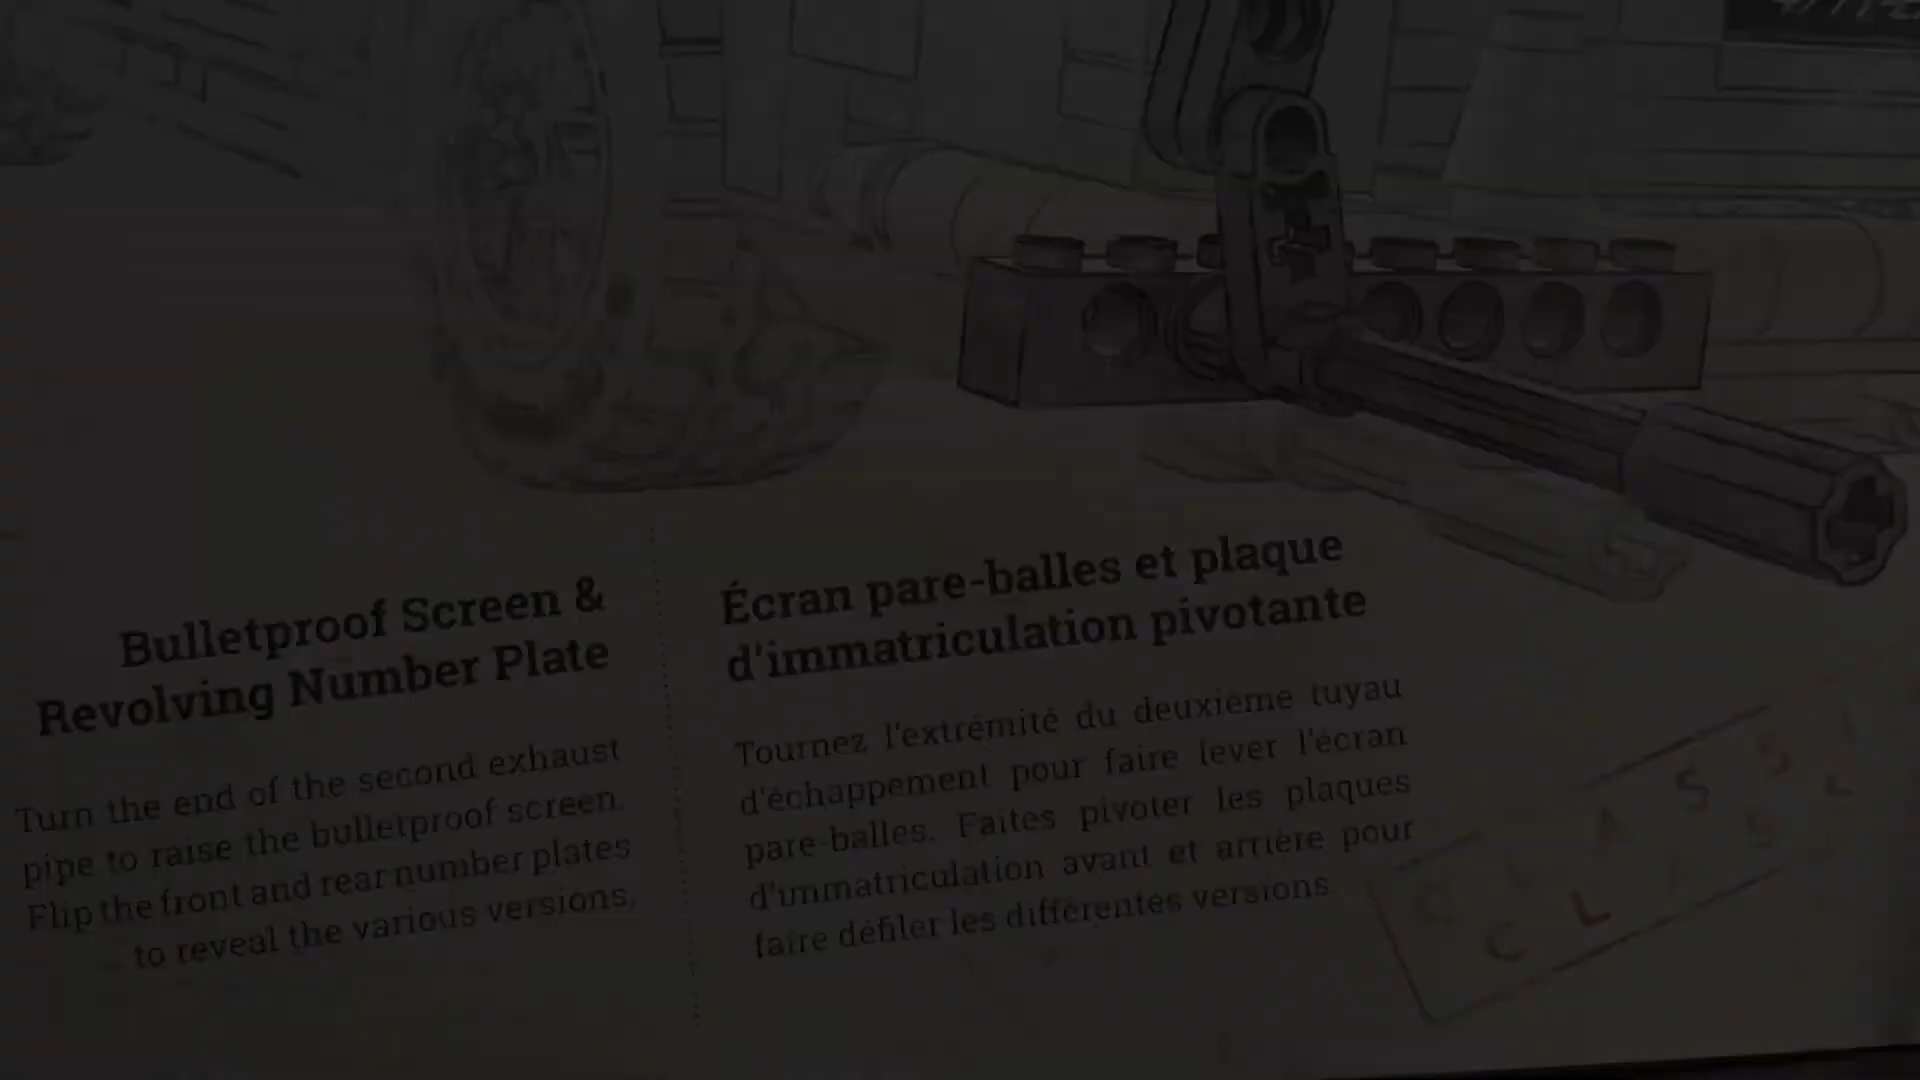 Bulletproof Screen &
Revolving Number Plate
Turn the end of the second exhaust
pipe to raise the bulletproof screen.
Flip the front and rear number plates
to reveal the various versions.
Écran pare-balles et plaque
d'immatriculation pivotante
Tournez l'extrémité du deuxième tuyau
d'échappement pour faire lever l'écran
pare-balles. Faites pivoter les plaques
d'immatriculation avant et arrière pour
faire défiler les différentes versions.